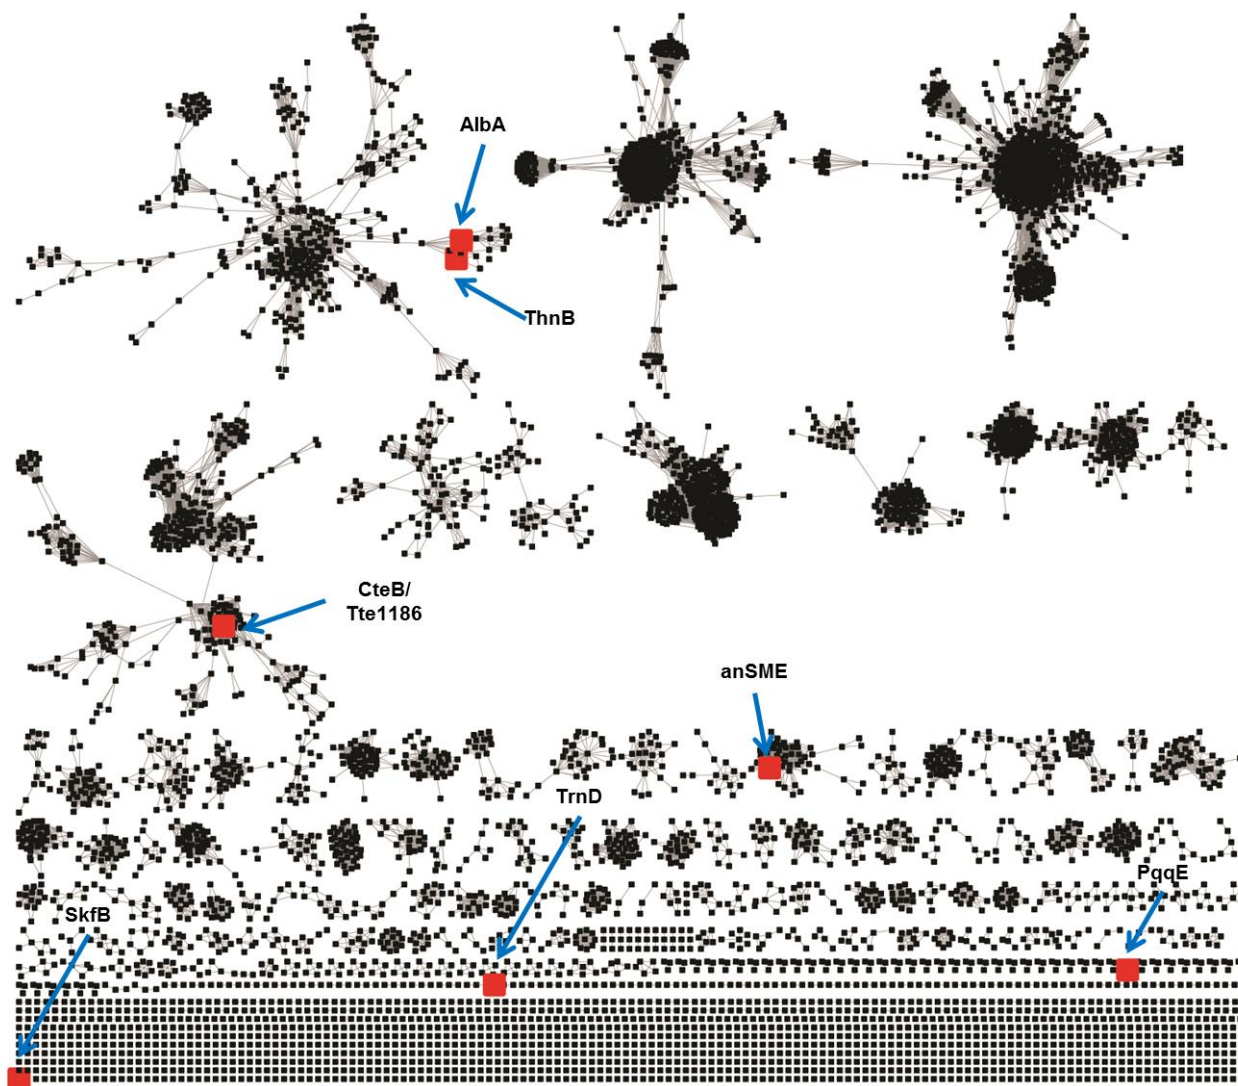 AlbA
ThnB
CteB/
Tte1186
anSME
TrnD
PqqE
SkfB